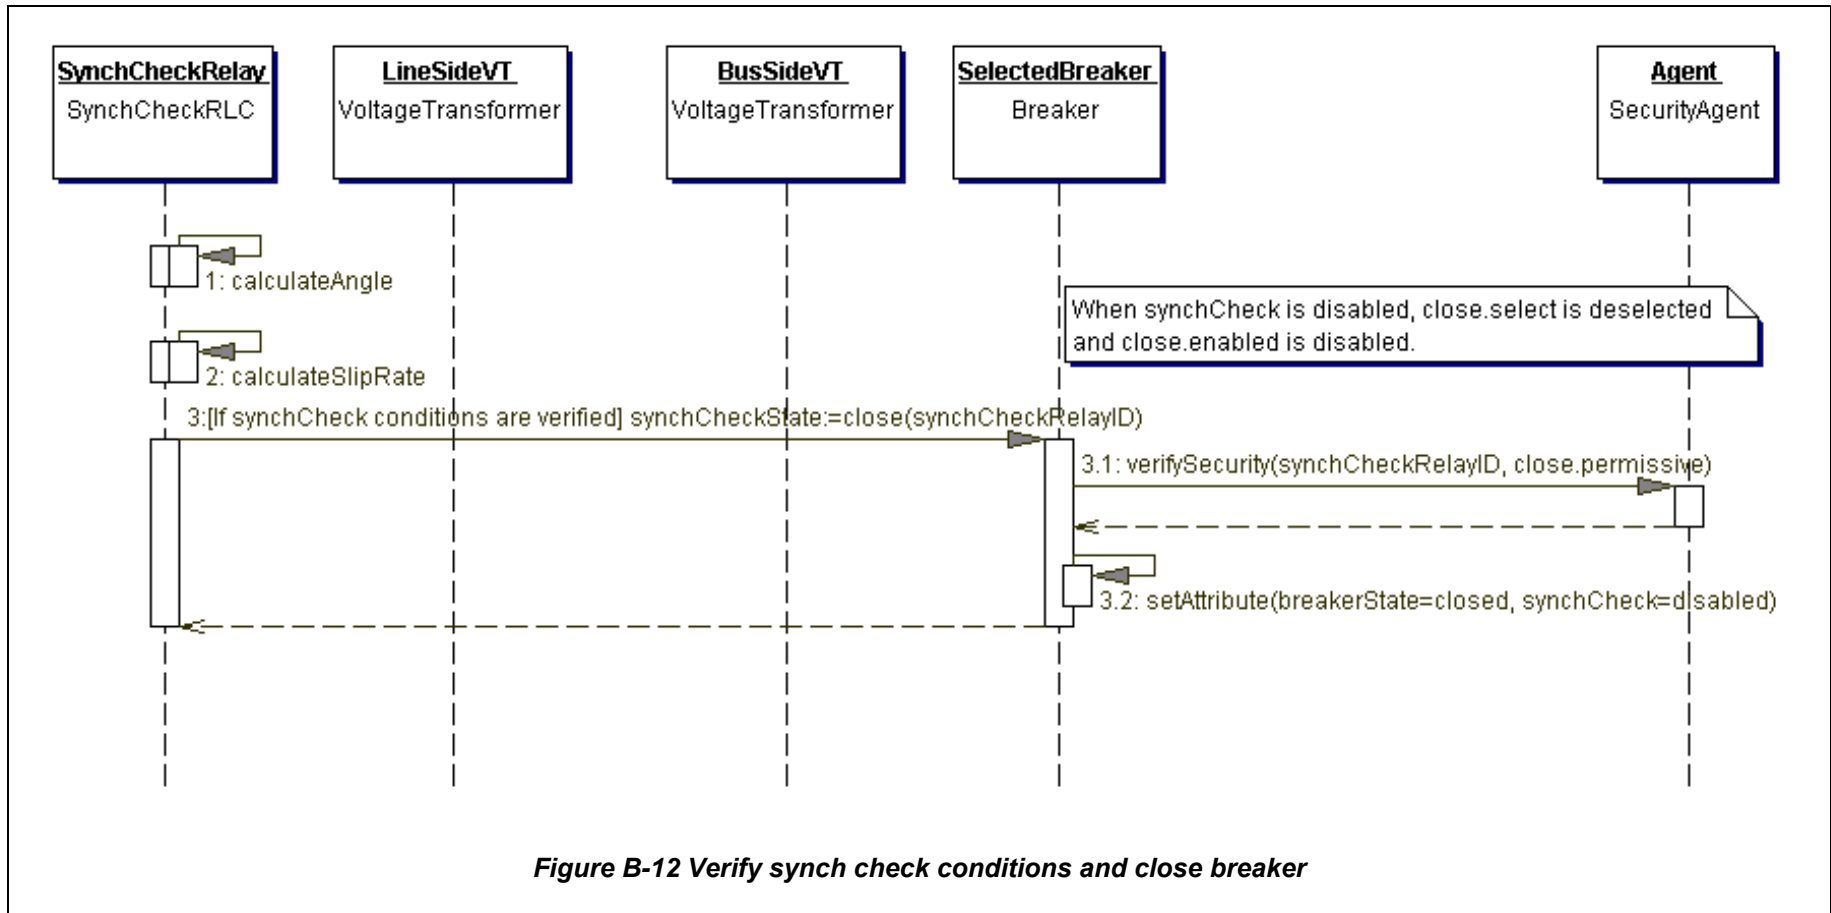 SynchCheckRelay
SynchCheckRLC
LineSideVT
VoltageTransformer
BusSideVT
VoltageTransformer
SelectedBreaker
Breaker
Agent
SecurityAgent
1: calculateAngle
When synchCheck is disabled, close.select is deselected
and close.enabled is disabled.
2: calculateSlipRate
3:[If synchCheck conditions are verified] synchCheckState:=close(synchCheckRelayID)
3.1: verifySecurity(synchCheckRelayID, close.permissive)
3.2: setAttribute(breakerState=closed, synchCheck=disabled)
Figure B-12 Verify synch check conditions and close breaker